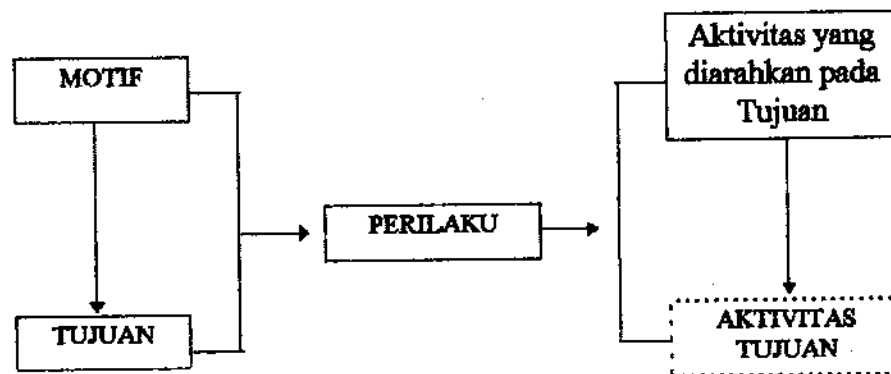 MOTIF
TUJUAN
PERILAKU
Aktivitas yang
diarahkan pada
Tujuan
AKTIVITAS
TUJUAN